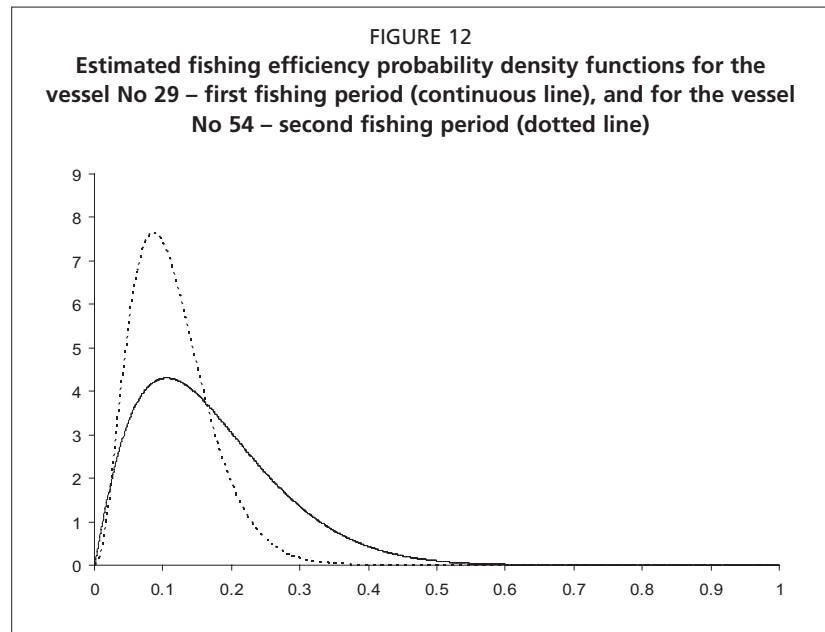 FIGURE 12
Estimated fishing efficiency probability density functions for the
vessel No 29 – first fishing period (continuous line), and for the vessel
No 54 – second fishing period (dotted line)
9
8
7
6
5
4
3
2
1
0
0 0.1 0.2 0.3 0.4 0.5 0.6 0.7 0.8 0.9 1